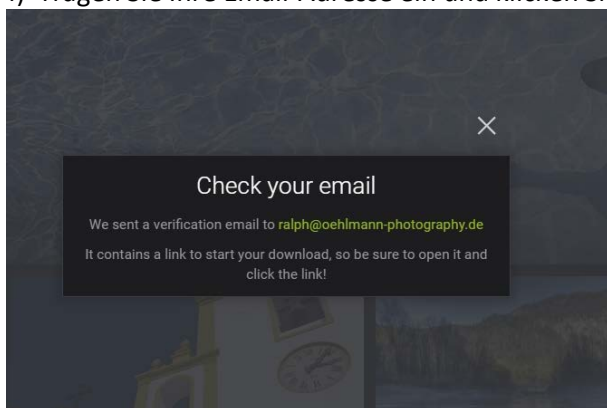 Check your email
We sent a verification email to ralph@oehlmann-photography.de
It contains a link to start your download, so be sure to open it and
click the link!